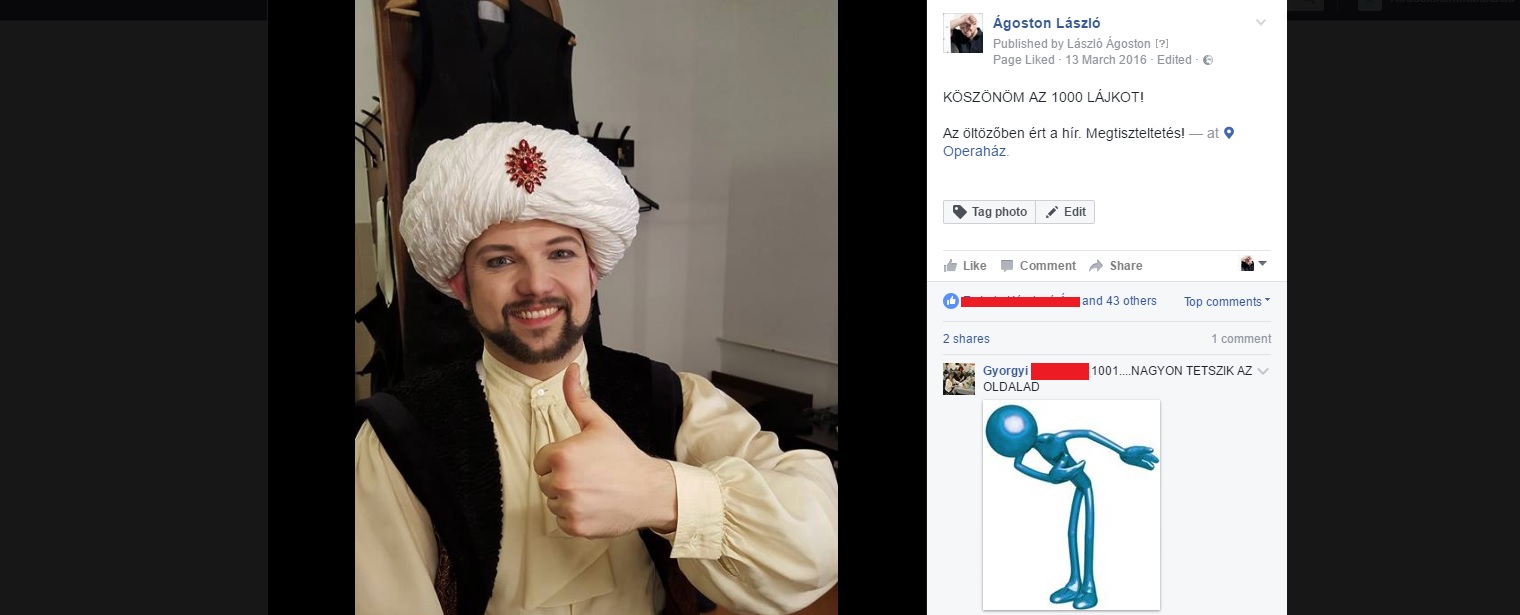 Ágoston László
Published by László Ágoston [?]
Page Liked · 13 March 2016 · Edited ·
KÖSZÖNÖM AZ 1000 LÁJKOT!
Az öltözőben ért a hír. Megtiszteltetés! — at
Operaház.
Tag photo Edit
Like Comment Share
and 43 others Top comments
2 shares 1 comment
Gyorgyi 1001....NAGYON TETSZIK AZ
OLDALAD